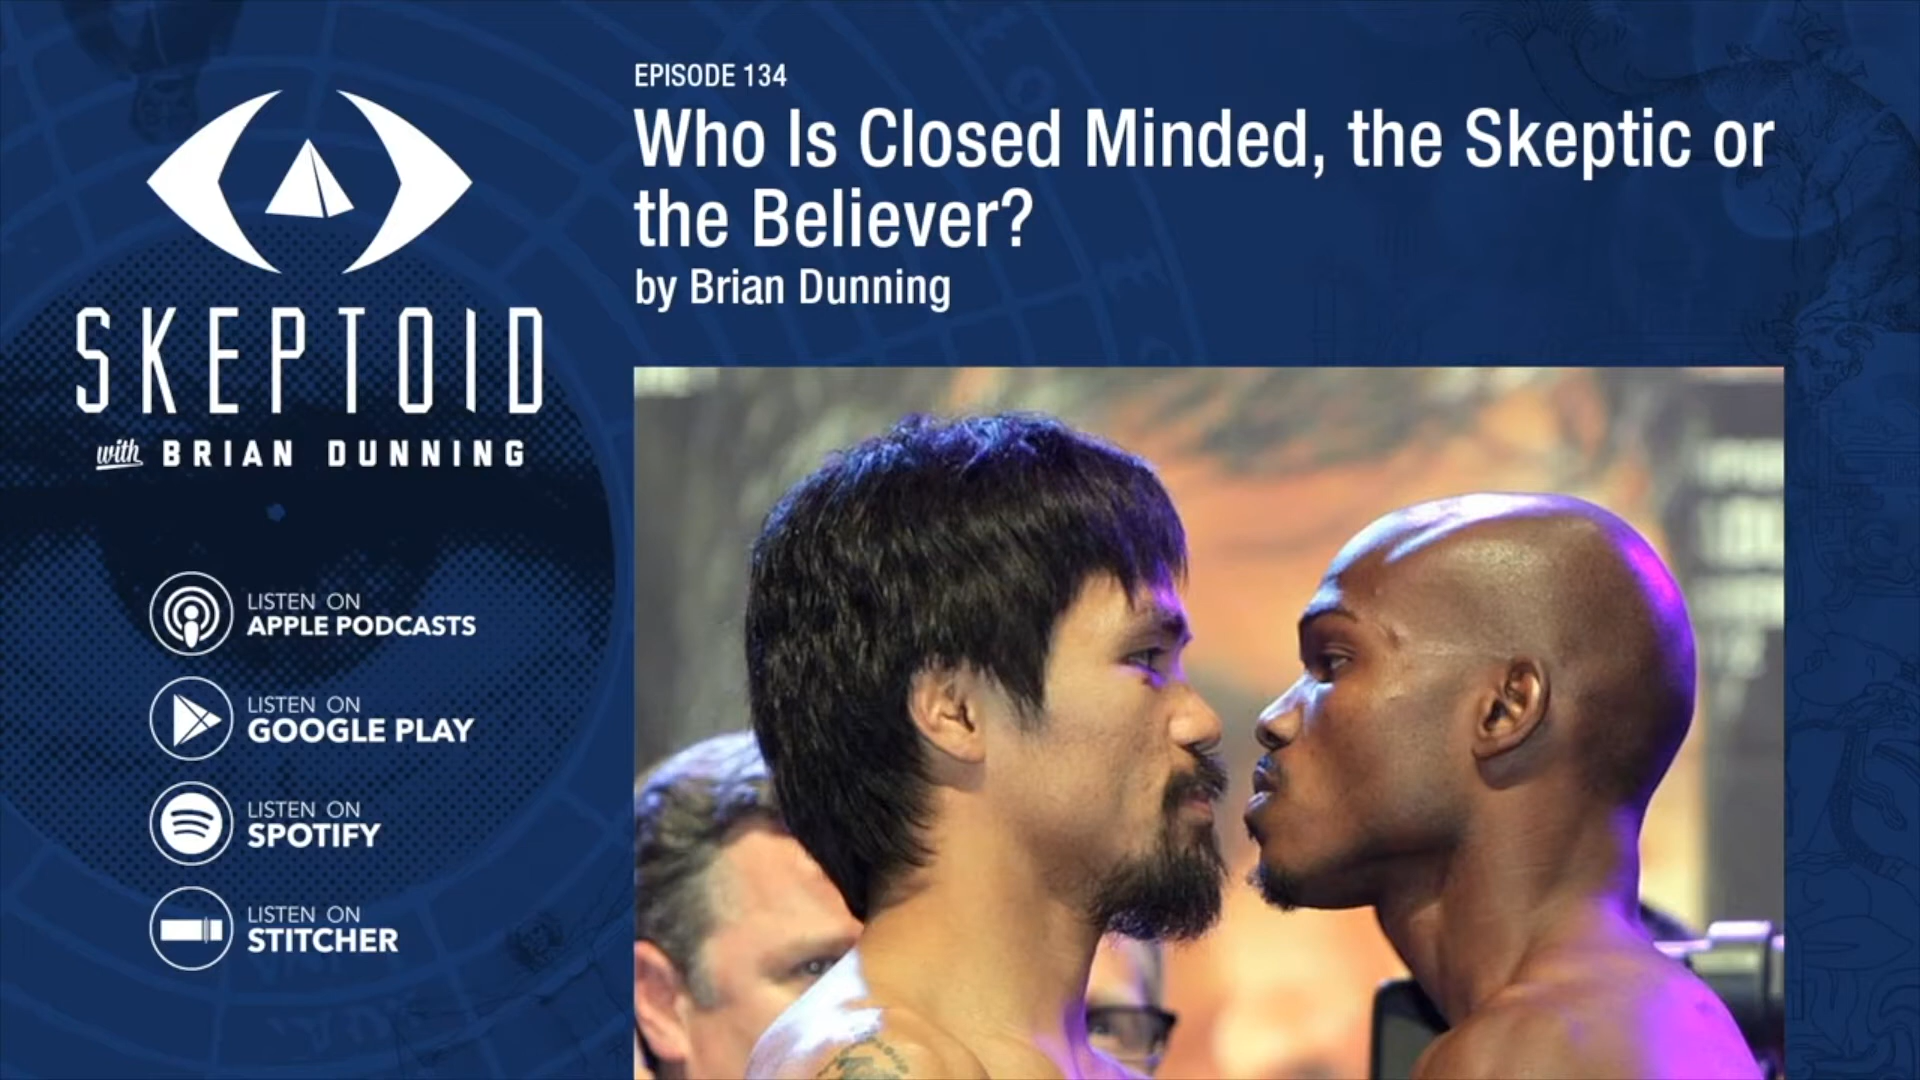 EPISODE 134
Who Is Closed Minded, the Skeptic or
the Believer?
by Brian Dunning
SKEPTOID
with BRIAN DUNNING
LISTEN ON
APPLE PODCASTS
LISTEN ON
GOOGLE PLAY
LISTEN ON
SPOTIFY
LISTEN ON
STITCHER